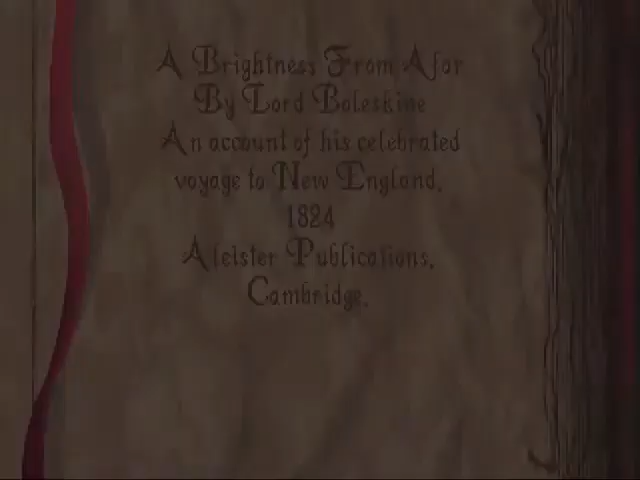 A Brightness From Afar
By Lord Boleskine
An account of his celebrated
voyage to New England,
1824
Aleister Publications,
Cambridge.